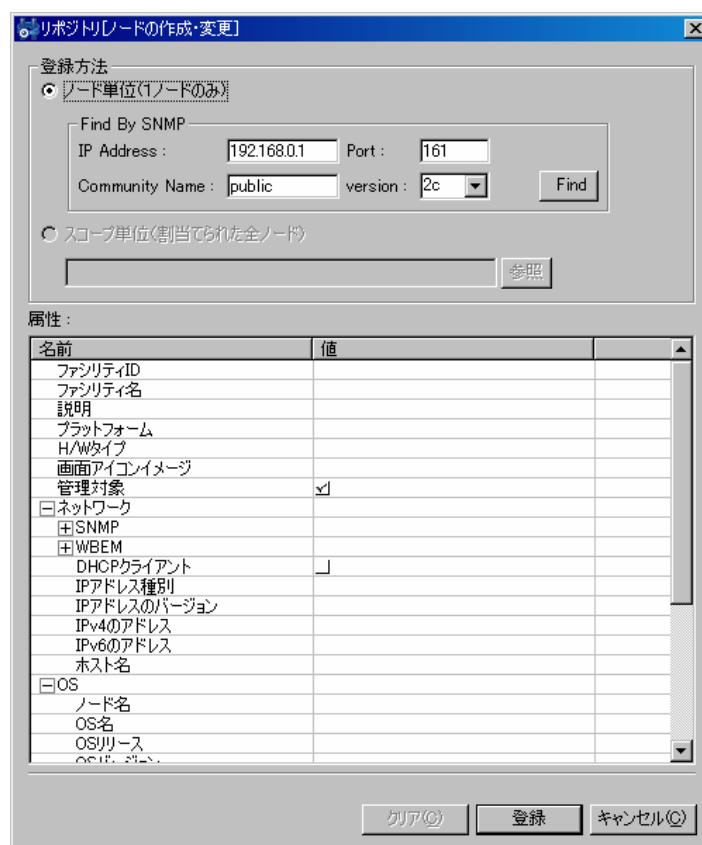 リポジトリ[ノードの作成・変更]
登録方法
ノード単位(1ノードのみ)
Find By SNMP
IP Address : 192.168.0.1 Port : 161
Community Name : public version : 2c Find
スコープ単位(割当てられた全ノード)
参照
属性 :
名前 値
ファシリティID
ファシリティ名
説明
プラットフォーム
H/Wタイプ
画面アイコンイメージ
管理対象
ネットワーク
SNMP
WBEM
DHCPクライアント
IPアドレス種別
IPアドレスのバージョン
IPv4のアドレス
IPv6のアドレス
ホスト名
OS
ノード名
OS名
OSリリース
OSバージョン
クリア(C) 登録 キャンセル(C)